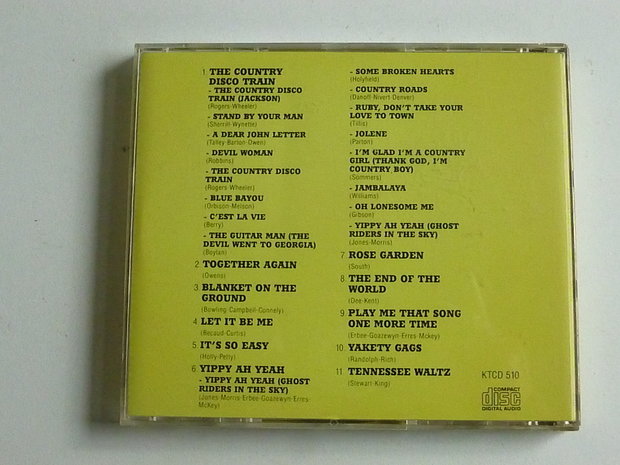 1 THE COUNTRY
DISCO TRAIN
- THE COUNTRY DISCO
TRAIN (JACKSON)
(Rogers-Wheeler)
- STAND BY YOUR MAN
(Sherrill-Wynette)
- A DEAR JOHN LETTER
(Talley-Barton-Owen)
- DEVIL WOMAN
(Robbins)
- THE COUNTRY DISCO
TRAIN
(Rogers-Wheeler)
- BLUE BAYOU
(Orbison-Melson)
- C'EST LA VIE
(Berry)
- THE GUITAR MAN (THE
DEVIL WENT TO GEORGIA)
(Boylan)
2 TOGETHER AGAIN
(Owens)
3 BLANKET ON THE
GROUND
(Bowling-Campbell-Connely)
4 LET IT BE ME
(Becaud-Curtis)
5 IT'S SO EASY
(Holly-Petty)
6 YIPPY AH YEAH
- YIPPY AH YEAH (GHOST
RIDERS IN THE SKY)
(Jones-Morris-Erbee-Goazewyn-Erres
McKey)
- SOME BROKEN HEARTS
(Holyfield)
- COUNTRY ROADS
(Danoff-Nivert-Denver)
- RUBY, DON'T TAKE YOUR
LOVE TO TOWN
(Tillis)
- JOLENE
(Parton)
- I'M GLAD I'M A COUNTRY
GIRL (THANK GOD, I'M
COUNTRY BOY)
(Sommers)
- JAMBALAYA
(Williams)
- OH LONESOME ME
(Gibson)
- YIPPY AH YEAH (GHOST
RIDERS IN THE SKY)
(Jones-Morris)
7 ROSE GARDEN
(South)
8 THE END OF THE
WORLD
(Dee-Kent)
9 PLAY ME THAT SONG
ONE MORE TIME
(Erbee-Goazewyn-Erres-Mckey)
10 YAKETY GAGS
(Randolph-Rich)
11 TENNESSEE WALTZ
(Stewart-King)
KTCD 510
COMPACT
disc
DIGITAL AUDIO